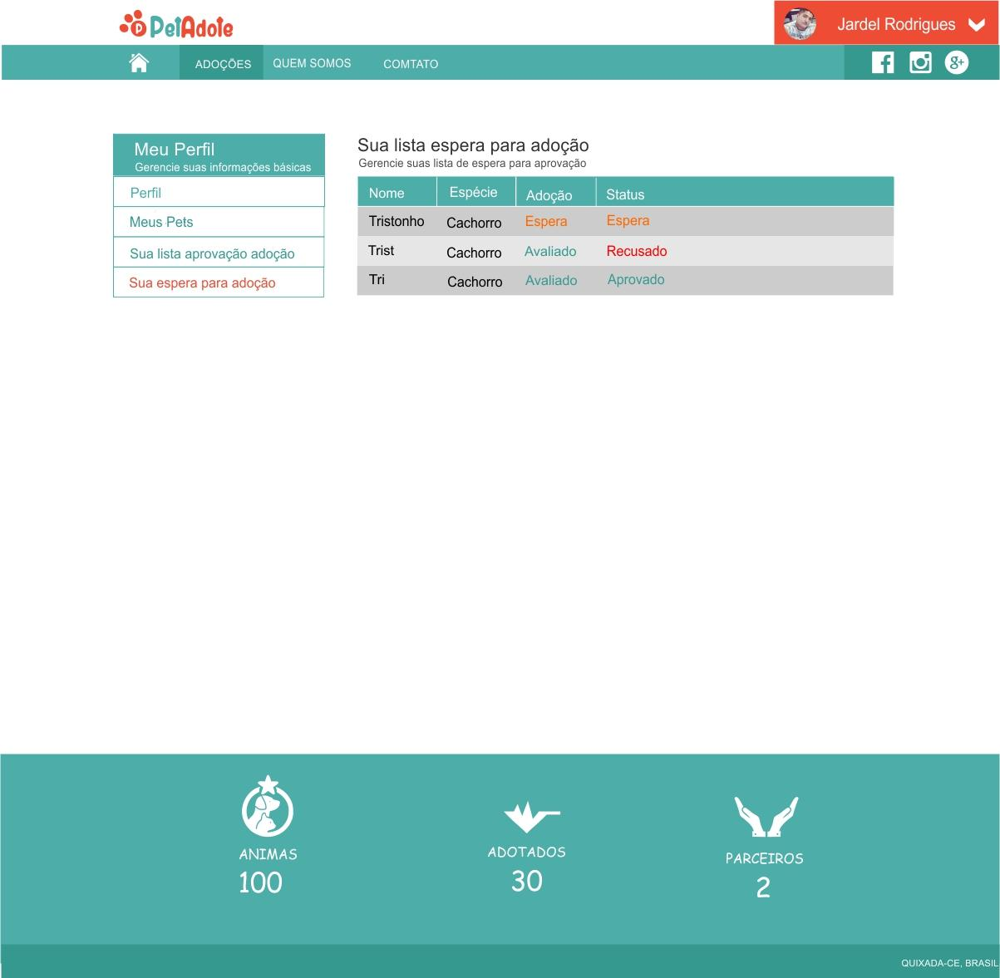 PetAdote
Jardel Rodrigues
ADOÇÕES QUEM SOMOS COMTATO
g+
Meu Perfil
Gerencie suas informações básicas
Perfil
Meus Pets
Sua lista aprovação adoção
Sua espera para adoção
Sua lista espera para adoção
Gerencie suas lista de espera para aprovação
Nome Espécie Adoção Status
Tristonho Cachorro Espera Espera
Trist Cachorro Avaliado Recusado
Tri Cachorro Avaliado Aprovado
ANIMAS
100
ADOTADOS
30
PARCEIROS
2
QUIXADA-CE, BRASIL